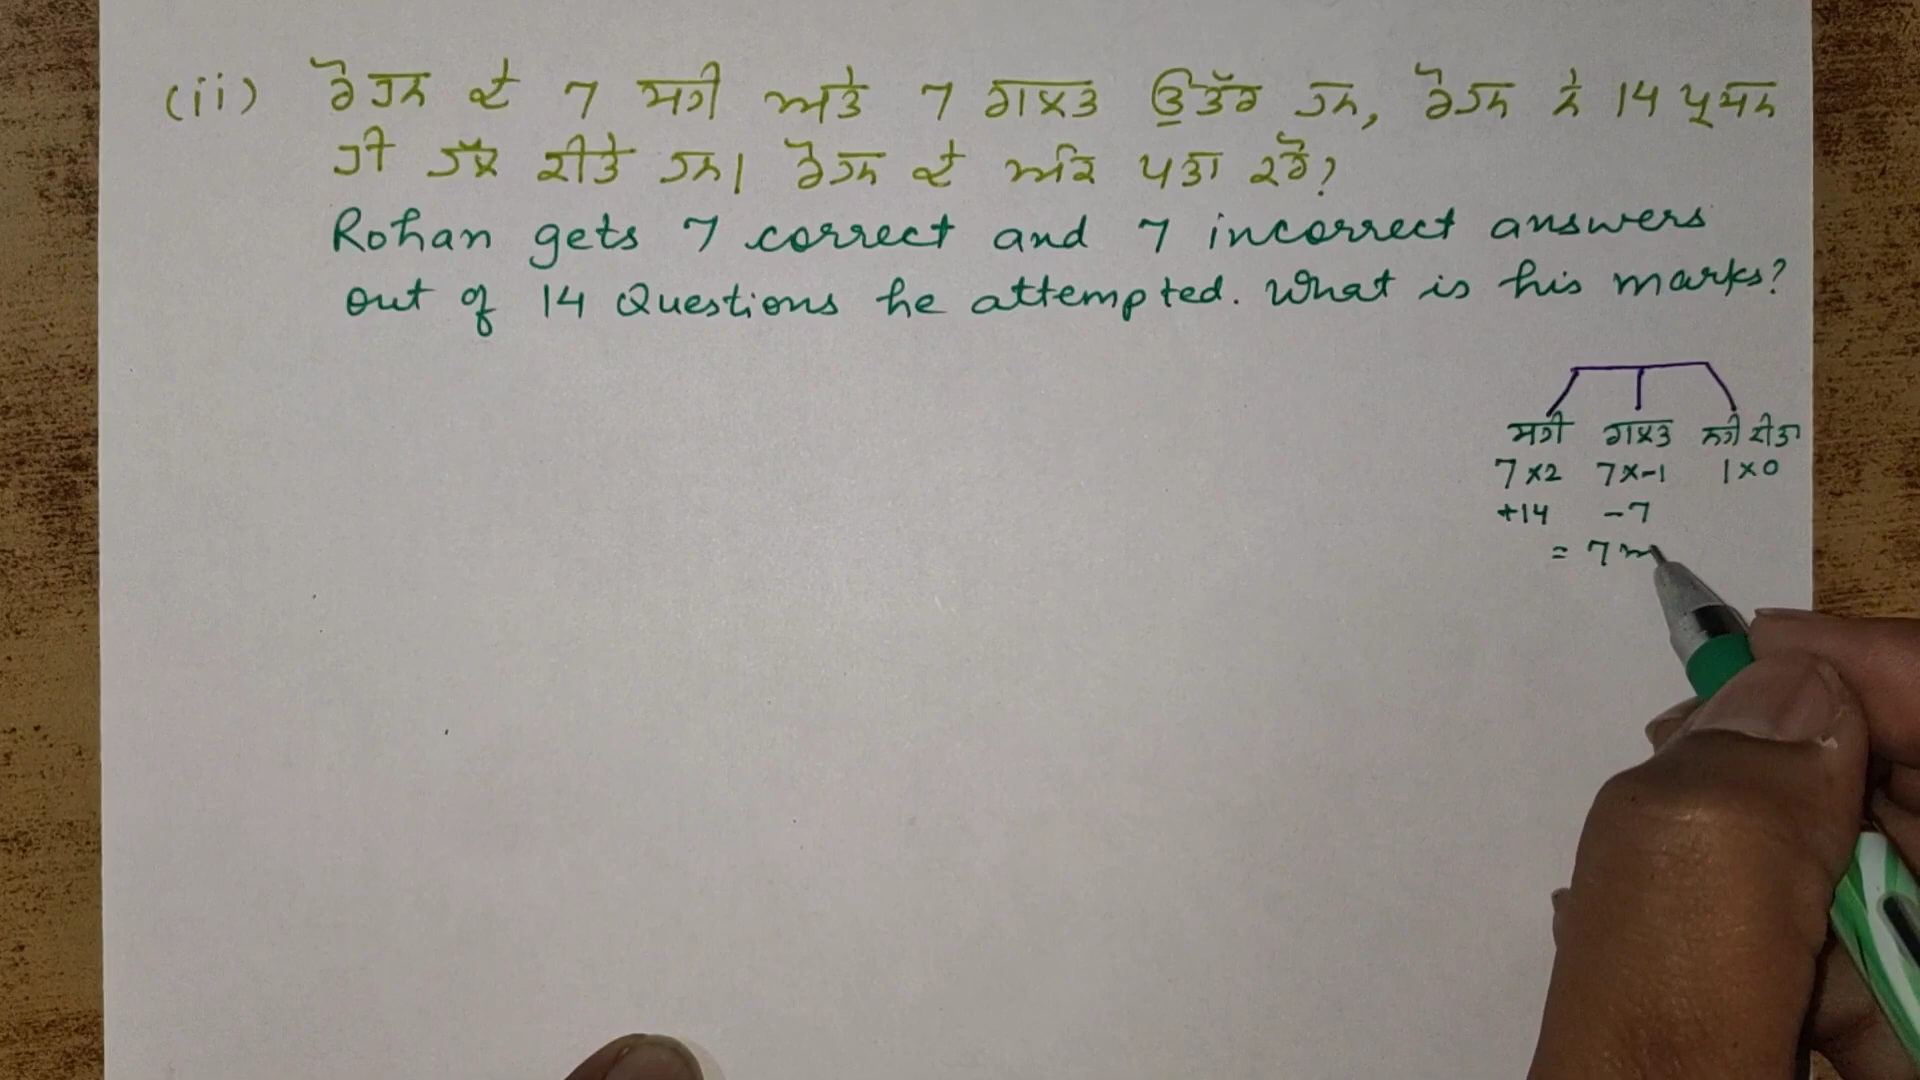 (ii) ਰੋਹਨ ਦੇ 7 ਸਹੀ ਅਤੇ 7 ਗਲਤ ਉੱਤਰ ਹਨ, ਰੋਹਨ ਨੇ 14 ਪ੍ਰਸ਼ਨ
ਹੀ ਹੱਲ ਕੀਤੇ ਹਨ। ਰੋਹਨ ਦੇ ਅੰਕ ਪਤਾ ਕਰੋ?
Rohan gets 7 correct and 7 incorrect answers
out of 14 Questions he attempted. What is his marks?
ਸਹੀ ਗਲਤ ਨਹੀ ਕੀਤਾ
7×2 7×-1 1×0
+14 -7
= 7